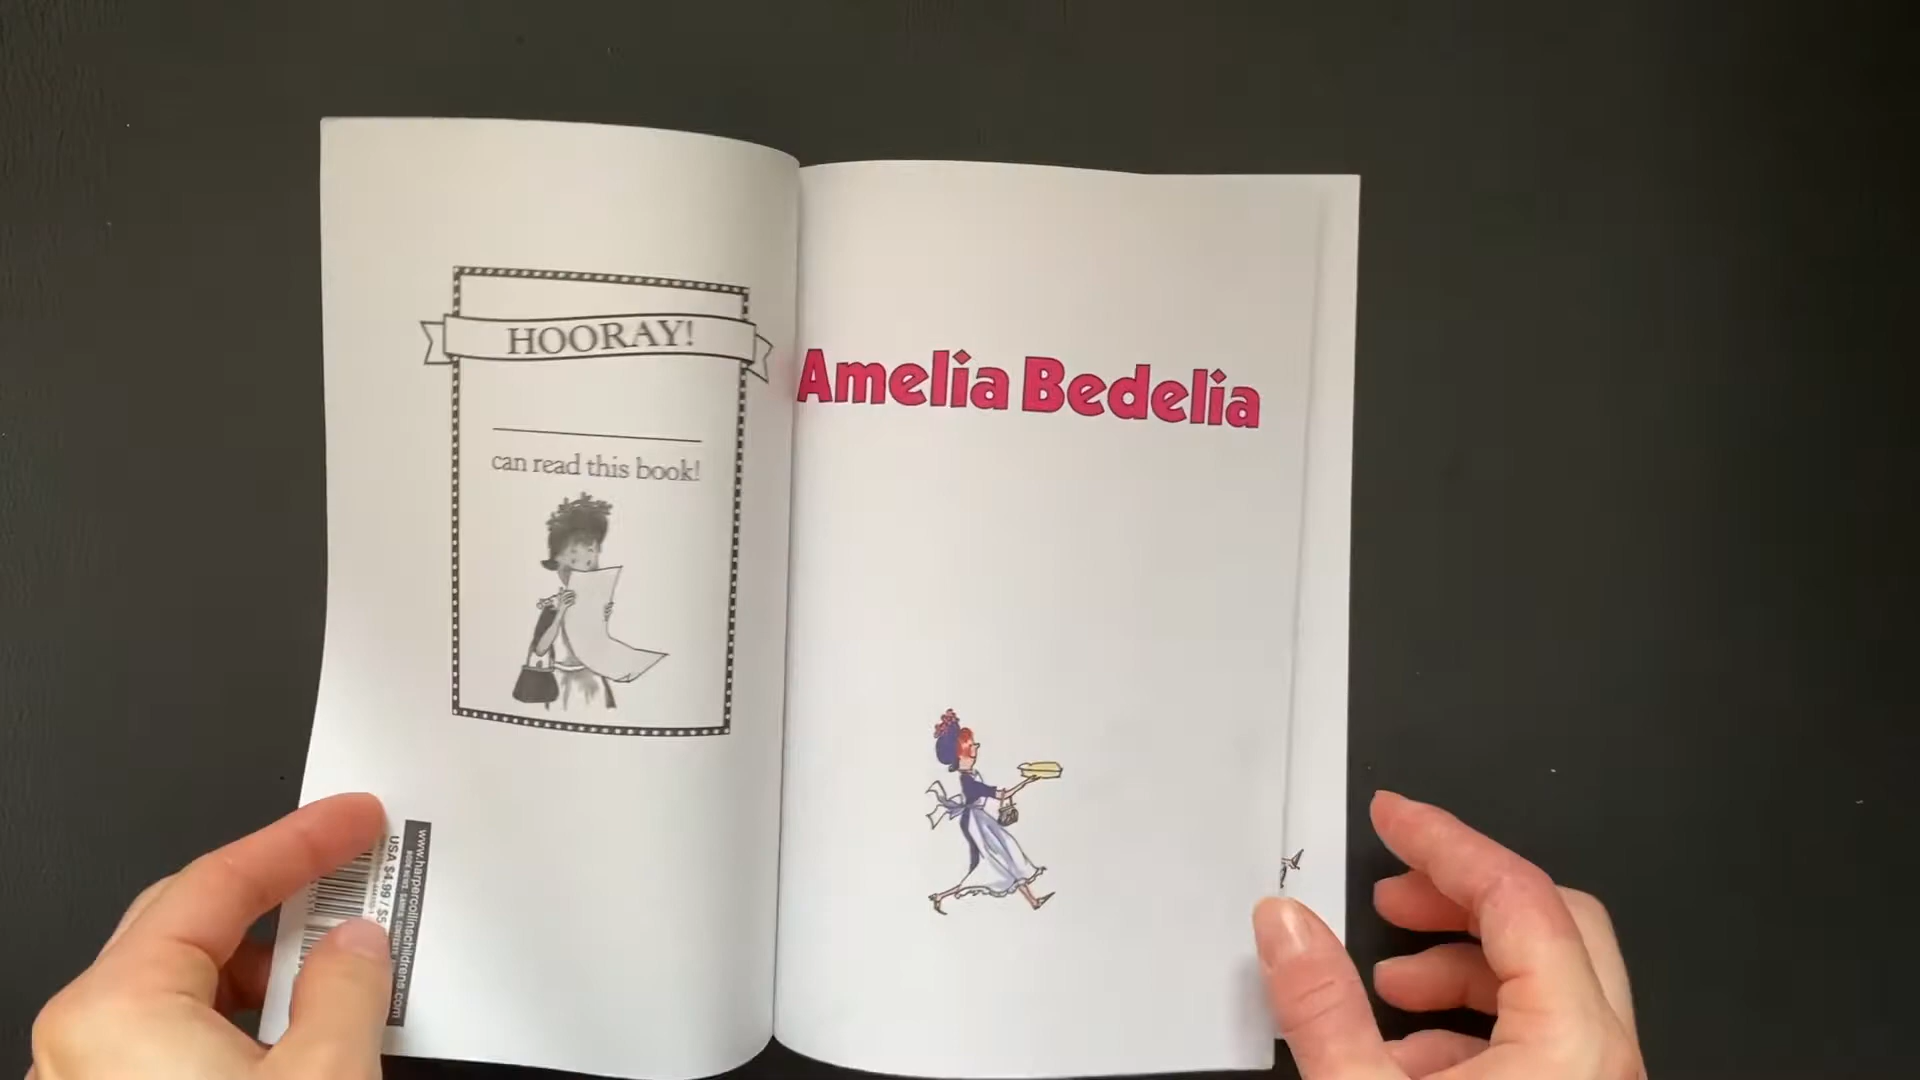 HOORAY!
can read this book!
www.harpercollinschildrens.com
USA $4.99 / $5
Amelia Bedelia